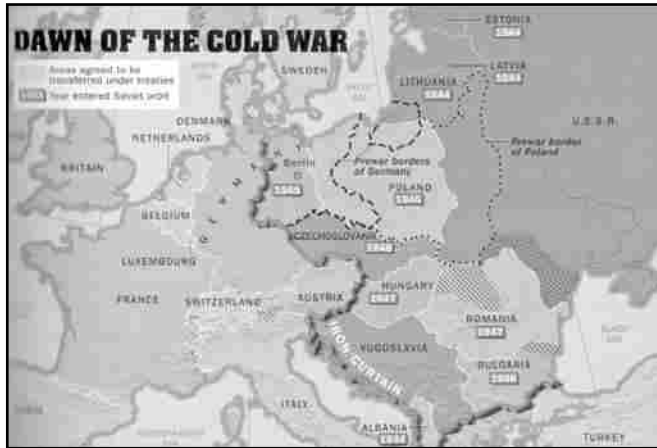 DAWN OF THE COLD WAR
Areas agreed to be
transferred under treaties
Year entered Soviet orbit
ESTONIA
LATVIA
SWEDEN
LITHUANIA
U.S.S.R.
DENMARK
NETHERLANDS
Prewar border
of Poland
BRITAIN
Berlin
Prewar borders
of Germany
GERMANY
POLAND
BELGIUM
CZECHOSLOVAKIA
LUXEMBOURG
HUNGARY
FRANCE
SWITZERLAND
AUSTRIA
ROMANIA
1947
IRON CURTAIN
YUGOSLAVIA
BULGARIA
ITALY
ALBANIA
TURKEY